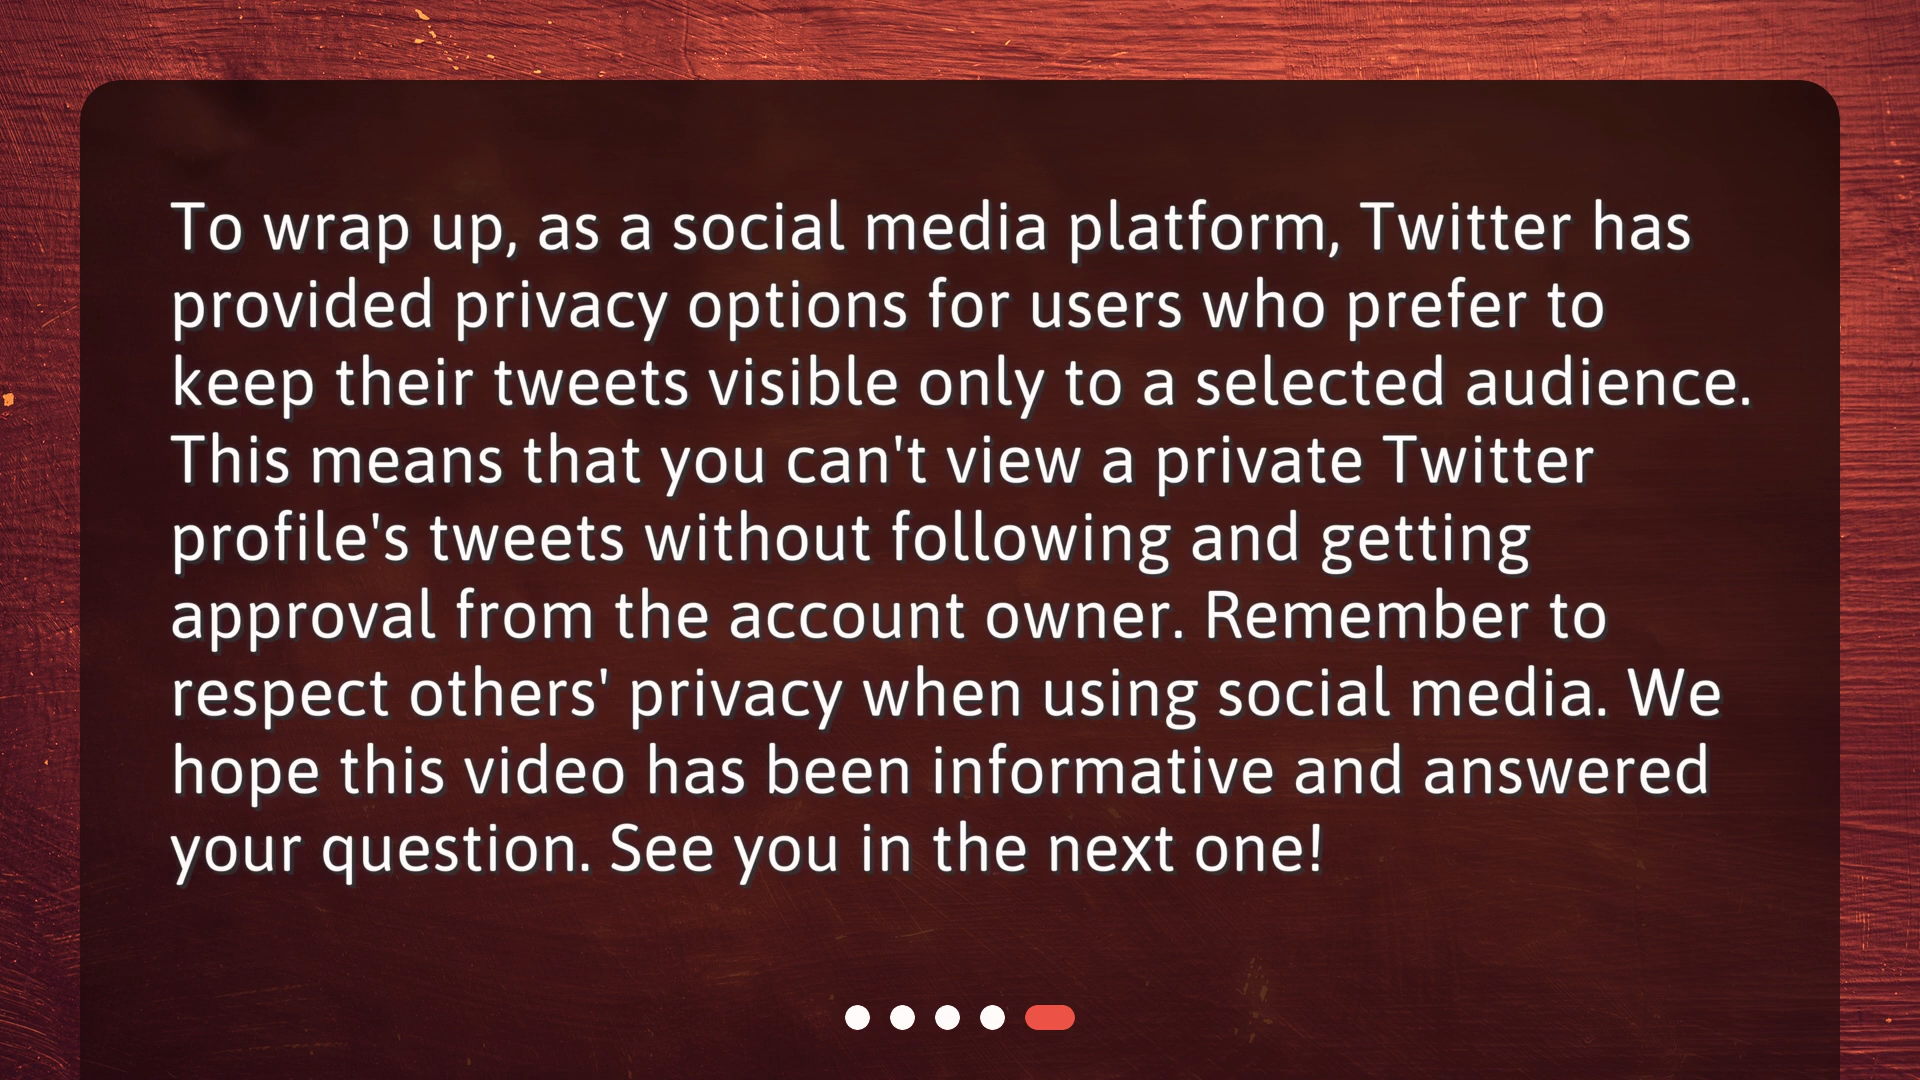 To wrap up, as a social media platform, Twitter has
provided privacy options for users who prefer to
keep their tweets visible only to a selected audience.
This means that you can't view a private Twitter
profile's tweets without following and getting
approval from the account owner. Remember to
respect others' privacy when using social media. We
hope this video has been informative and answered
your question. See you in the next one!